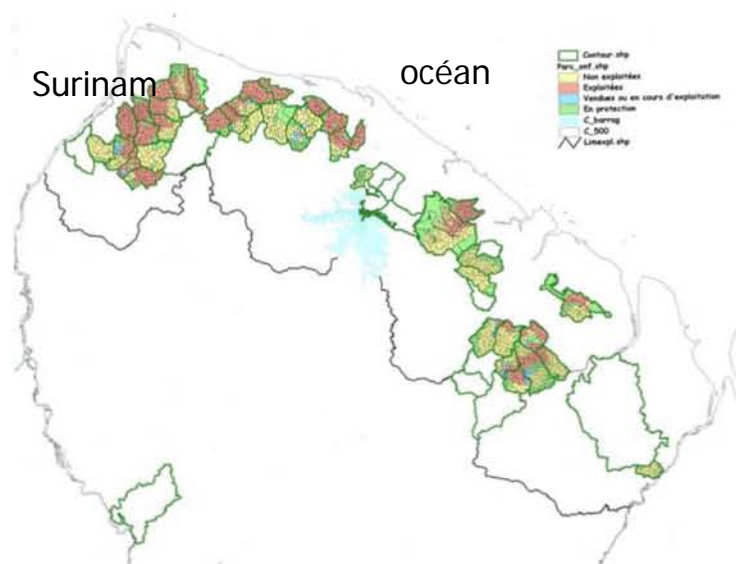 Surinam
océan
Contour.shp
Parc_onf.shp
Non exploitées
Exploitées
Vendues ou en cours d'exploitation
En protection
C_barrag
C_500
Limexpl.shp